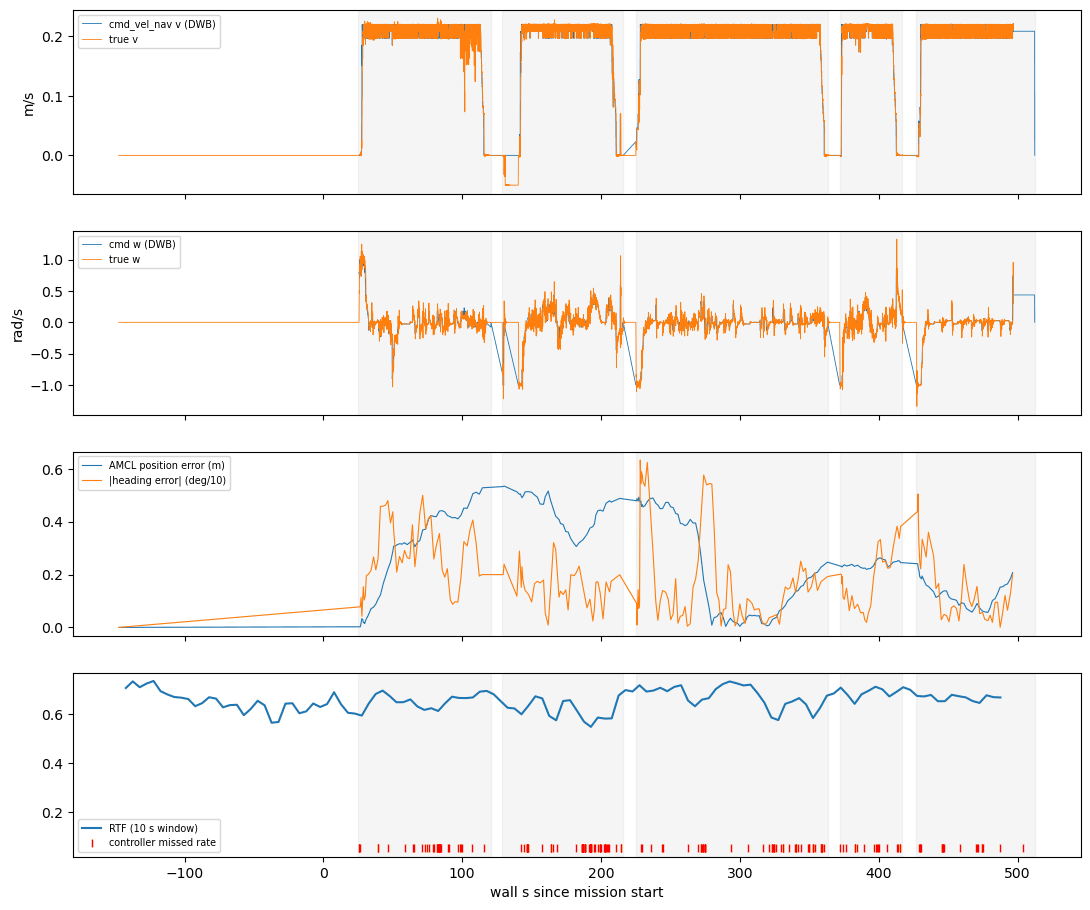 cmd_vel_nav v (DWB)
true v
0.2
0.1
0.0
m/s
cmd w (DWB)
true w
1.0
0.5
0.0
−0.5
−1.0
rad/s
AMCL position error (m)
|heading error| (deg/10)
0.6
0.4
0.2
0.0
0.6
0.4
0.2
RTF (10 s window)
controller missed rate
−100
0
100
200
300
400
500
wall s since mission start